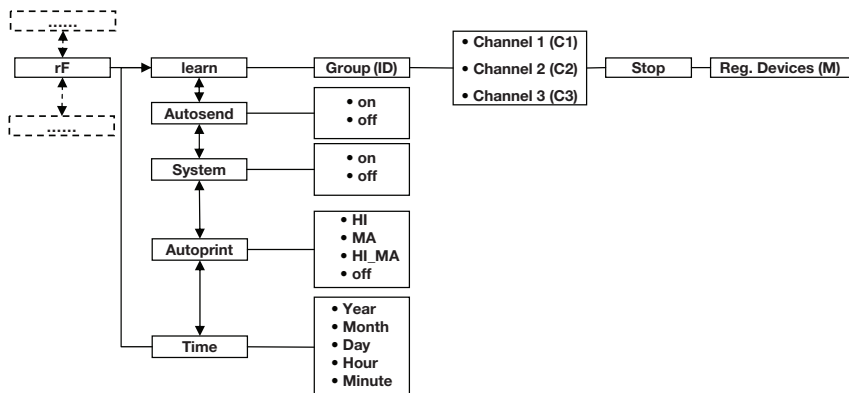 ......
rF
......
learn
Group (ID)
• Channel 1 (C1)
• Channel 2 (C2)
• Channel 3 (C3)
Stop
Reg. Devices (M)
Autosend
• on
• off
System
• on
• off
Autoprint
• HI
• MA
• HI_MA
• off
Time
• Year
• Month
• Day
• Hour
• Minute